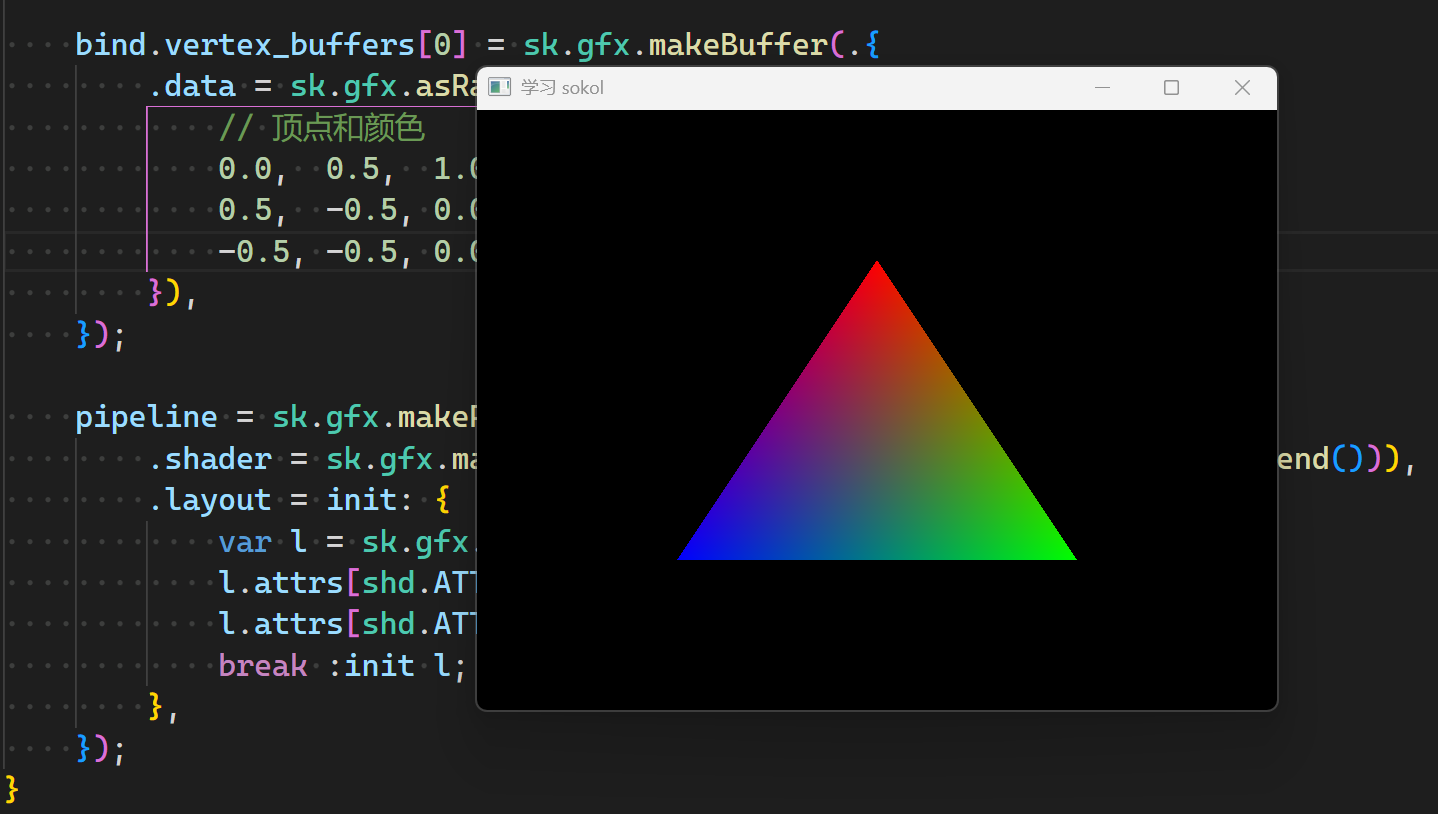 bind.vertex_buffers[0] = sk.gfx.makeBuffer(.{
.data = sk.gfx.asRa
学习 sokol
// 顶点和颜色
0.0, 0.5, 1.0
0.5, -0.5, 0.0
-0.5, -0.5, 0.0
}),
});
pipeline = sk.gfx.makeP
.shader = sk.gfx.ma end())),
.layout = init: {
var l = sk.gfx.
l.attrs[shd.ATT
l.attrs[shd.ATT
break :init l;
},
});
}